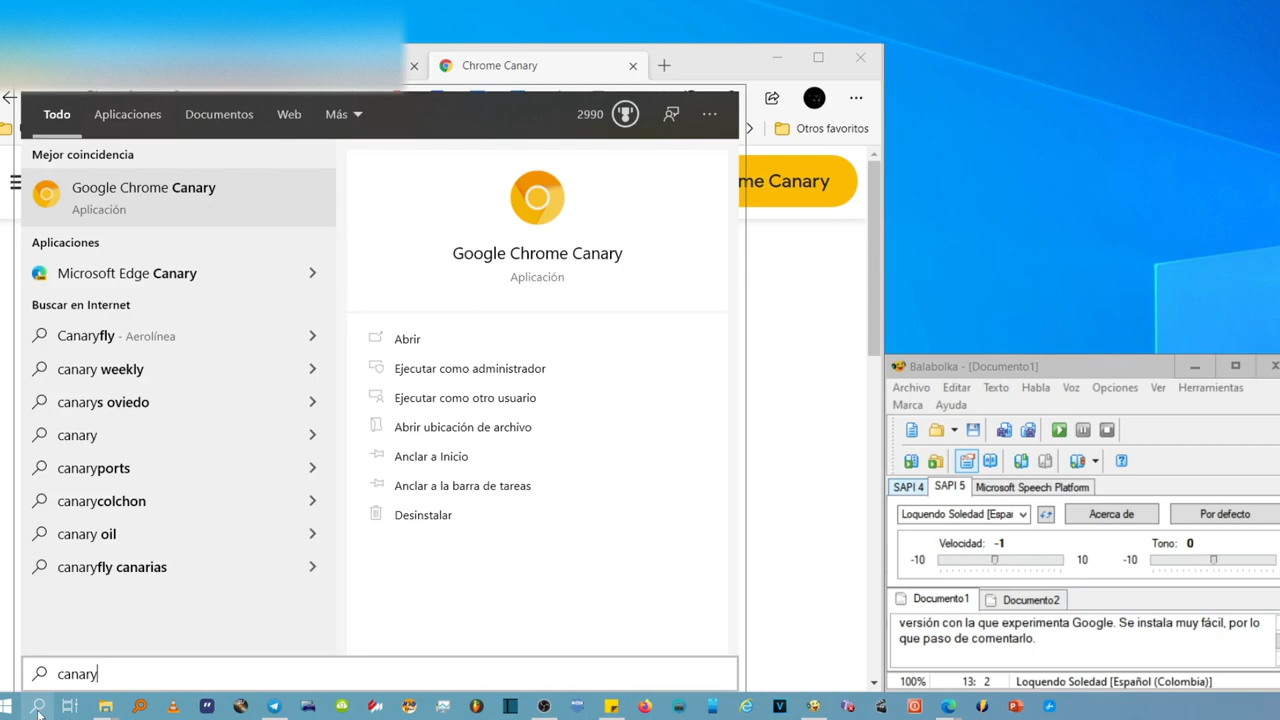 Chrome Canary
Todo
Aplicaciones
Documentos
Web
Más
2990
Otros favoritos
me Canary
Mejor coincidencia
Google Chrome Canary
Aplicación
Aplicaciones
Microsoft Edge Canary
Buscar en Internet
Canaryfly - Aerolínea
canary weekly
canarys oviedo
canary
canaryports
canarycolchon
canary oil
canaryfly canarias
Google Chrome Canary
Aplicación
Abrir
Ejecutar como administrador
Ejecutar como otro usuario
Abrir ubicación de archivo
Anclar a Inicio
Anclar a la barra de tareas
Desinstalar
canary
Balabolka - [Documento1]
Archivo Editar Texto Habla Voz Opciones Ver Herramientas
Marca Ayuda
SAPI 4 SAPI 5 Microsoft Speech Platform
Loquendo Soledad [Espar Acerca de Por defecto
Velocidad: -1 Tono: 0
-10 10 -10
Documento1 Documento2
versión con la que experimenta Google. Se instala muy fácil, por lo
que paso de comentarlo.
100% 13: 2 Loquendo Soledad [Español (Colombia)]